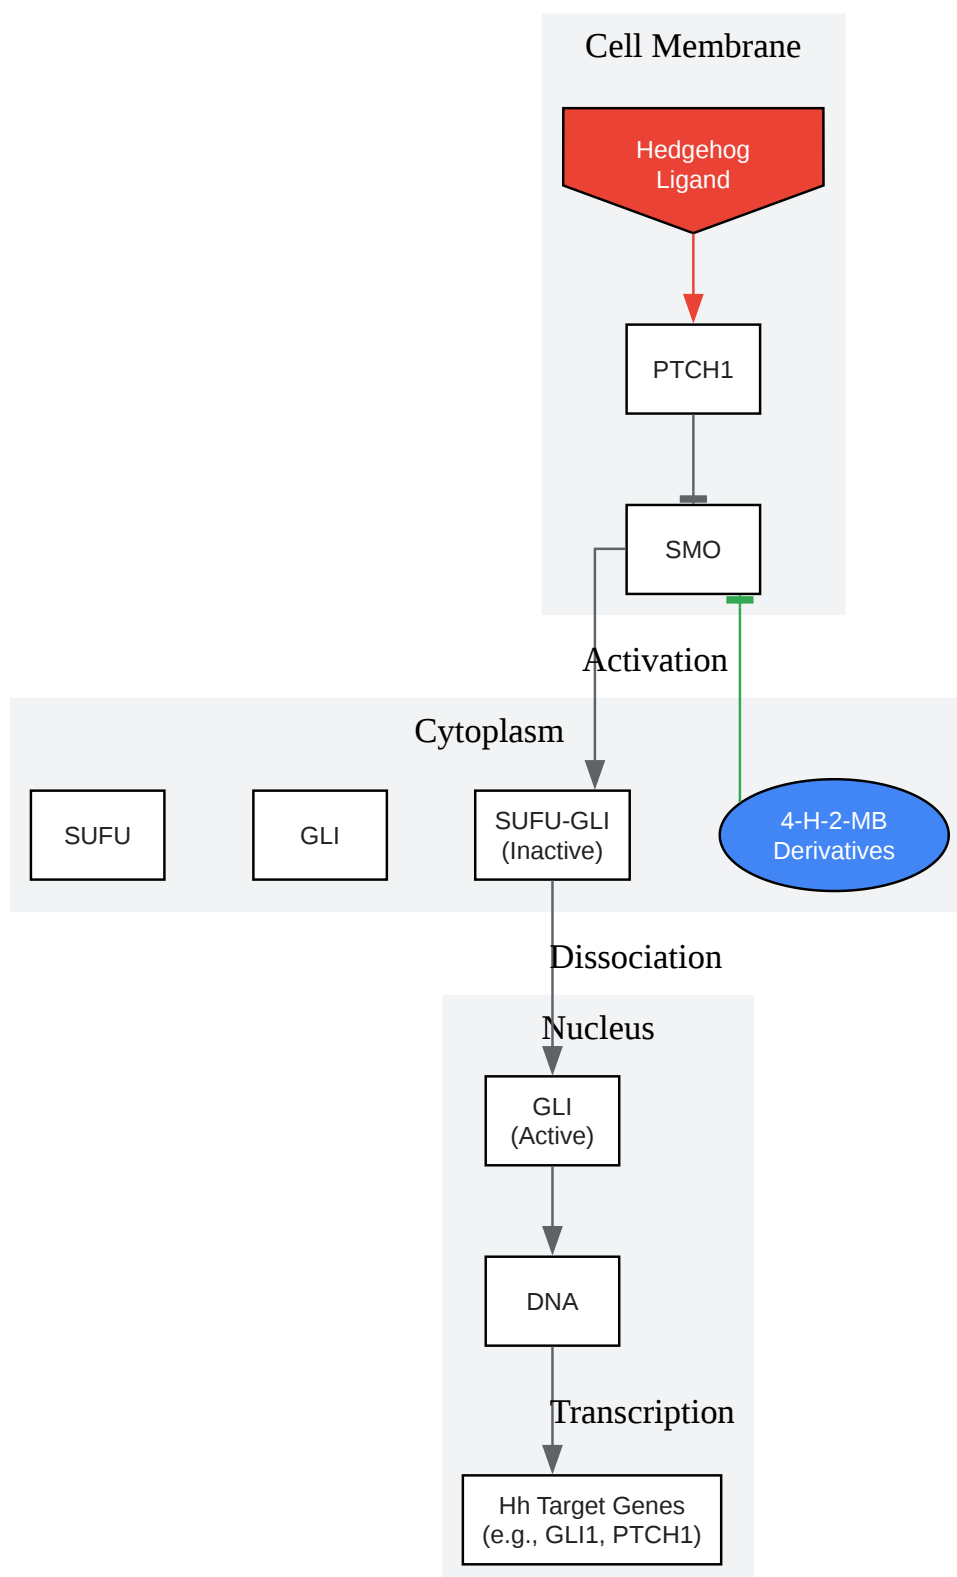 Cell Membrane
Hedgehog
Ligand
PTCH1
SMO
Activation
Cytoplasm
SUFU
GLI
SUFU-GLI
(Inactive)
4-H-2-MB
Derivatives
Dissociation
Nucleus
GLI
(Active)
DNA
Transcription
Hh Target Genes
(e.g., GLI1, PTCH1)